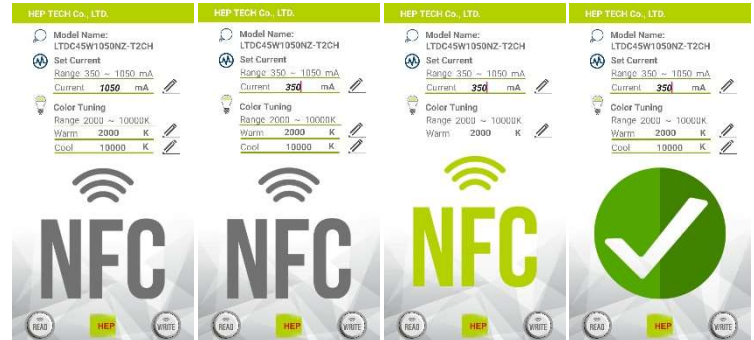 HEP TECH Co., LTD.
Model Name:
LTDC45W1050NZ-T2CH
Set Current
Range 350 ~ 1050 mA
Current 1050 mA
Color Tuning
Range 2000 ~ 10000K
Warm 2000 K
Cool 10000 K
NFC
READ
HEP
WRITE
HEP TECH Co., LTD.
Model Name:
LTDC45W1050NZ-T2CH
Set Current
Range 350 ~ 1050 mA
Current 350 mA
Color Tuning
Range 2000 ~ 10000K
Warm 2000 K
Cool 10000 K
NFC
READ
HEP
WRITE
HEP TECH Co., LTD.
Model Name:
LTDC45W1050NZ-T2CH
Set Current
Range 350 ~ 1050 mA
Current 350 mA
Color Tuning
Range 2000 ~ 10000K
Warm 2000 K
NFC
READ
HEP
WRITE
HEP TECH Co., LTD.
Model Name:
LTDC45W1050NZ-T2CH
Set Current
Range 350 ~ 1050 mA
Current 350 mA
Color Tuning
Range 2000 ~ 10000K
Warm 2000 K
Cool 10000 K
READ
HEP
WRITE